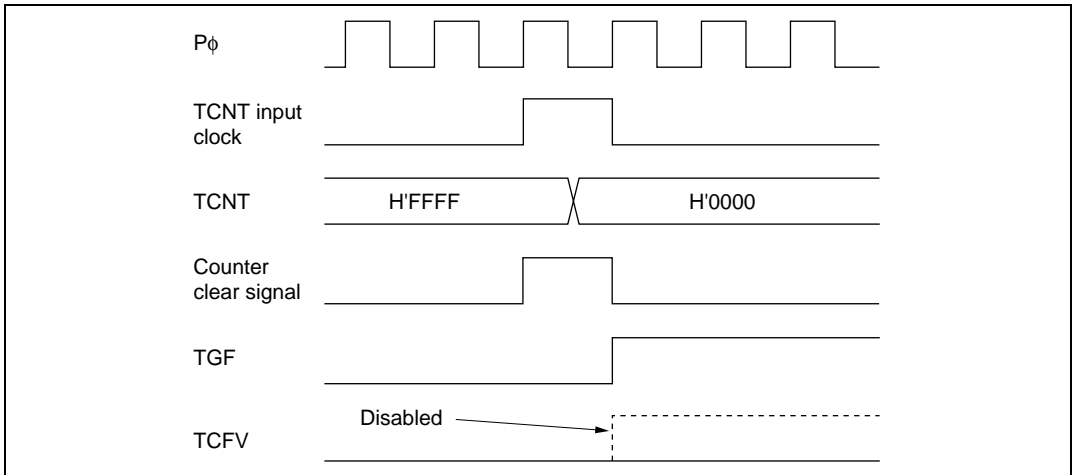 Pϕ
TCNT input
clock
TCNT
H'FFFF
H'0000
Counter
clear signal
TGF
Disabled
TCFV